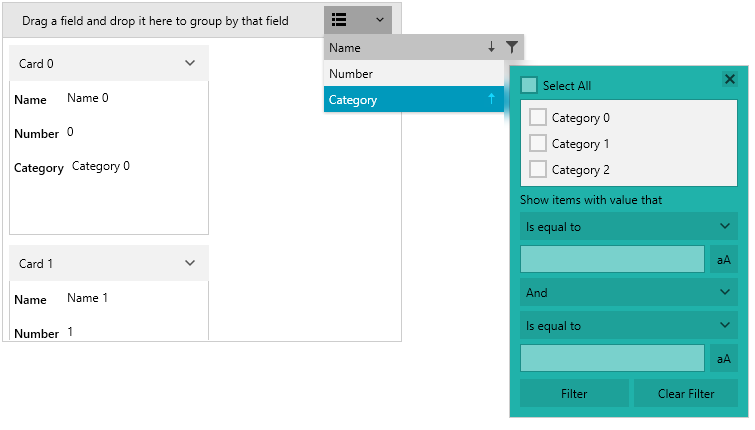 Drag a field and drop it here to group by that field
Card 0
Name Name 0
Number 0
Category Category 0
Card 1
Name Name 1
Number 1
Name
Number
Category
Select All
Category 0
Category 1
Category 2
Show items with value that
Is equal to
aA
And
Is equal to
aA
Filter Clear Filter